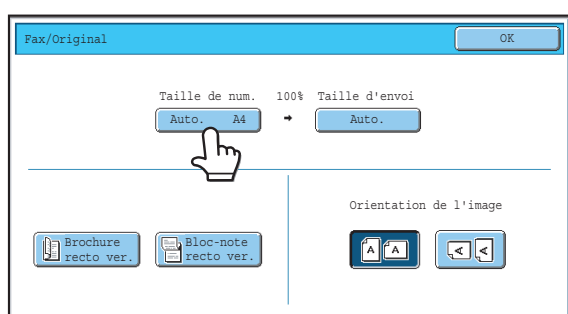 Fax/Original OK
Taille de num. 100% Taille d'envoi
Auto. A4 Auto.
Orientation de l'image
Brochure Bloc-note
recto ver. recto ver.
A A A A